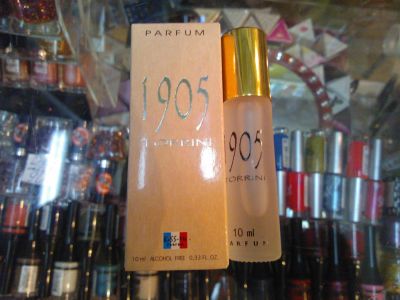 PARFUM
1905
TORRINI
10 ml ALCOHOL FREE 0,33 FL. OZ.
1905
TORRINI
10 ml
PARFUM